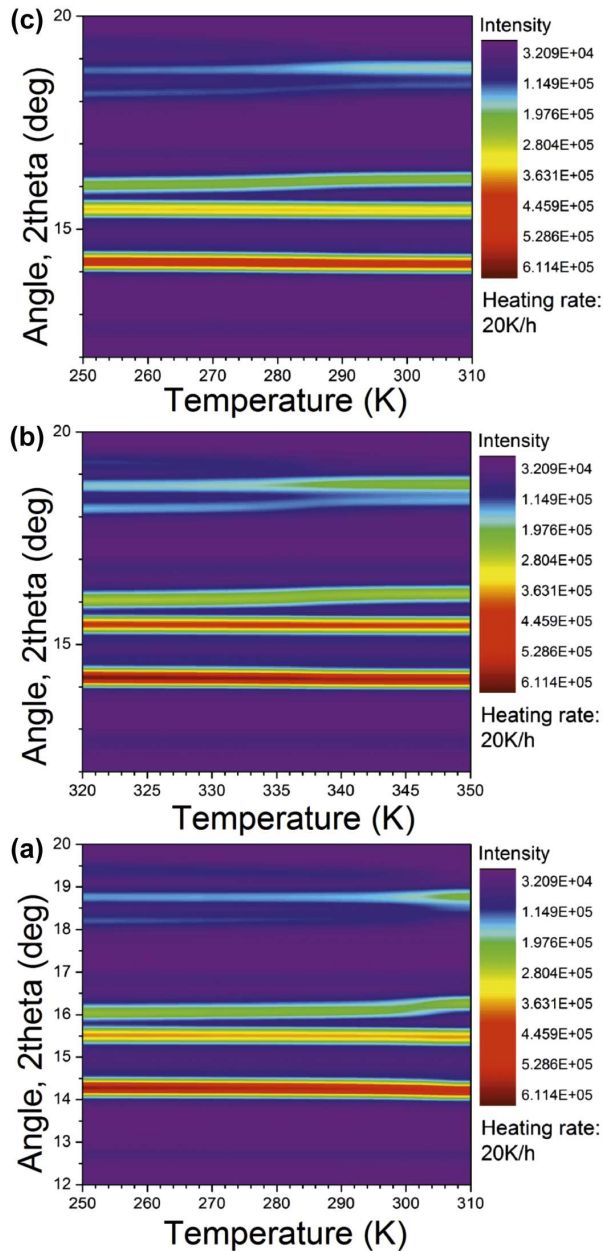 (c)
Angle, 2theta (deg)
20
15
250 260 270 280 290 300 310
Temperature (K)
Intensity
3.209E+04
1.149E+05
1.976E+05
2.804E+05
3.631E+05
4.459E+05
5.286E+05
6.114E+05
Heating rate:
20K/h
(b)
Angle, 2theta (deg)
20
15
320 325 330 335 340 345 350
Temperature (K)
Intensity
3.209E+04
1.149E+05
1.976E+05
2.804E+05
3.631E+05
4.459E+05
5.286E+05
6.114E+05
Heating rate:
20K/h
(a)
Angle, 2theta (deg)
20
19
18
17
16
15
14
13
12
250 260 270 280 290 300 310
Temperature (K)
Intensity
3.209E+04
1.149E+05
1.976E+05
2.804E+05
3.631E+05
4.459E+05
5.286E+05
6.114E+05
Heating rate:
20K/h